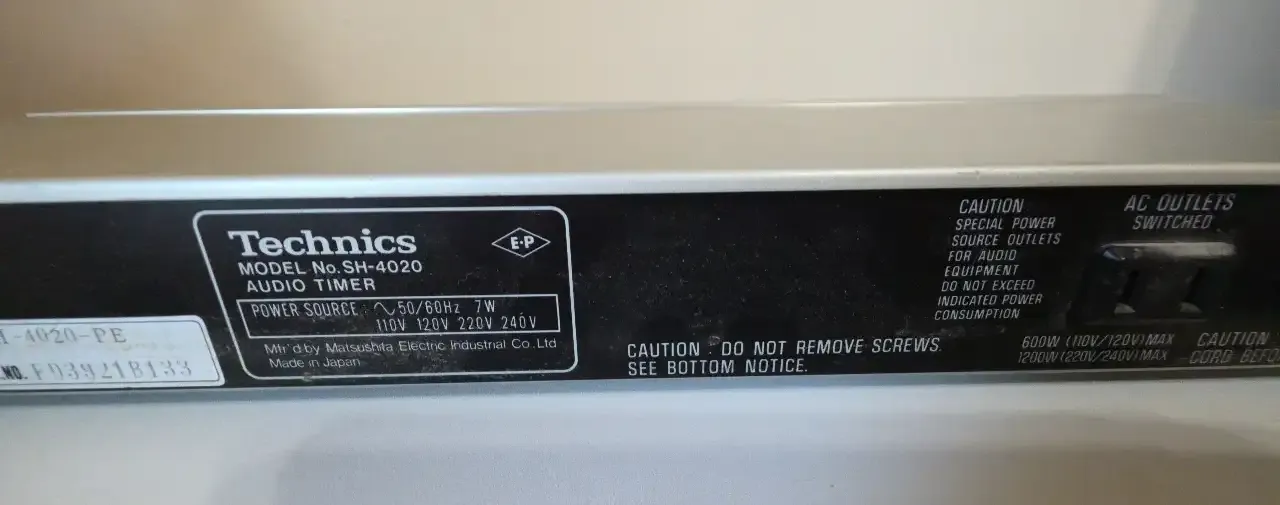 Technics
E·P
MODEL No. SH-4020
AUDIO TIMER
POWER SOURCE ∿ 50/60Hz 7W
110V 120V 220V 240V
Mfr'd by Matsushita Electric Industrial Co., Ltd
Made in Japan
-4020-PE
.NO. FD3921B133
CAUTION : DO NOT REMOVE SCREWS.
SEE BOTTOM NOTICE.
CAUTION
SPECIAL POWER
SOURCE OUTLETS
FOR AUDIO
EQUIPMENT
DO NOT EXCEED
INDICATED POWER
CONSUMPTION
AC OUTLETS
SWITCHED
600W (110V/120V) MAX
1200W (220V/240V) MAX
CAUTION
CORD BEFO